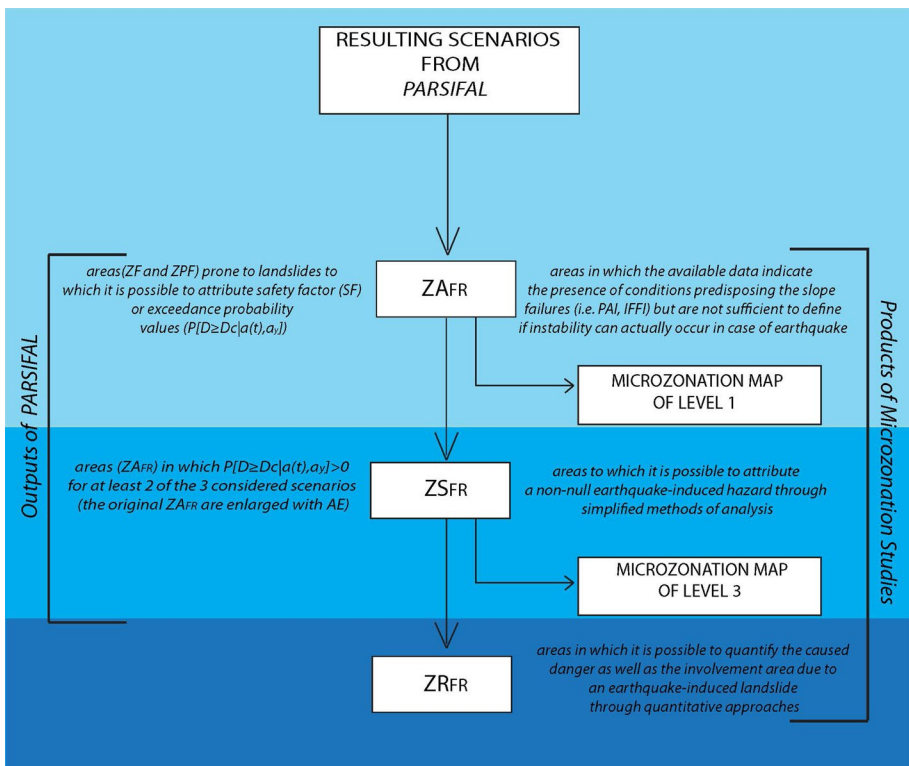 RESULTING SCENARIOS
FROM
PARSIFAL
areas(ZF and ZPF) prone to landslides to
which it is possible to attribute safety factor (SF)
or exceedance probability
values (P[D≥Dc|a(t),ay])
ZAFR
areas in which the available data indicate
the presence of conditions predisposing the slope
failures (i.e. PAI, IFFI) but are not sufficient to define
if instability can actually occur in case of earthquake
MICROZONATION MAP
OF LEVEL 1
Outputs of PARSIFAL
Products of Microzonation Studies
areas (ZAFR) in which P[D≥Dc|a(t),ay]>0
for at least 2 of the 3 considered scenarios
(the original ZAFR are enlarged with AE)
ZSFR
areas to which it is possible to attribute
a non-null earthquake-induced hazard through
simplified methods of analysis
MICROZONATION MAP
OF LEVEL 3
ZRFR
areas in which it is possible to quantify the caused
danger as well as the involvement area due to
an earthquake-induced landslide
through quantitative approaches